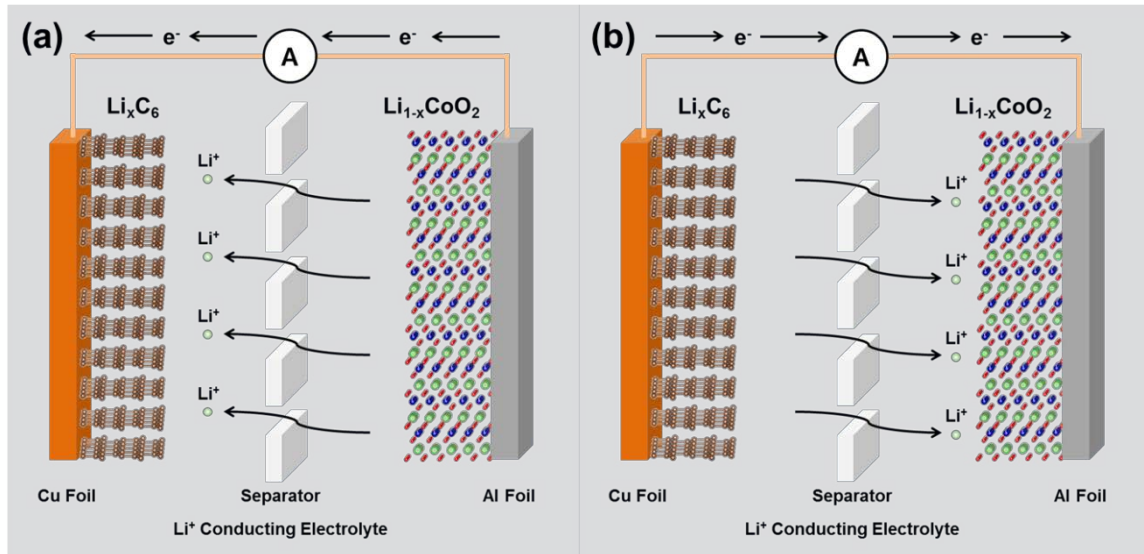 (a)
e⁻
A
e⁻
LiₓC₆
Li₁₋ₓCoO₂
Li⁺
Li⁺
Li⁺
Li⁺
Cu Foil
Separator
Al Foil
Li⁺ Conducting Electrolyte
(b)
e⁻
A
e⁻
LiₓC₆
Li₁₋ₓCoO₂
Li⁺
Li⁺
Li⁺
Li⁺
Cu Foil
Separator
Al Foil
Li⁺ Conducting Electrolyte